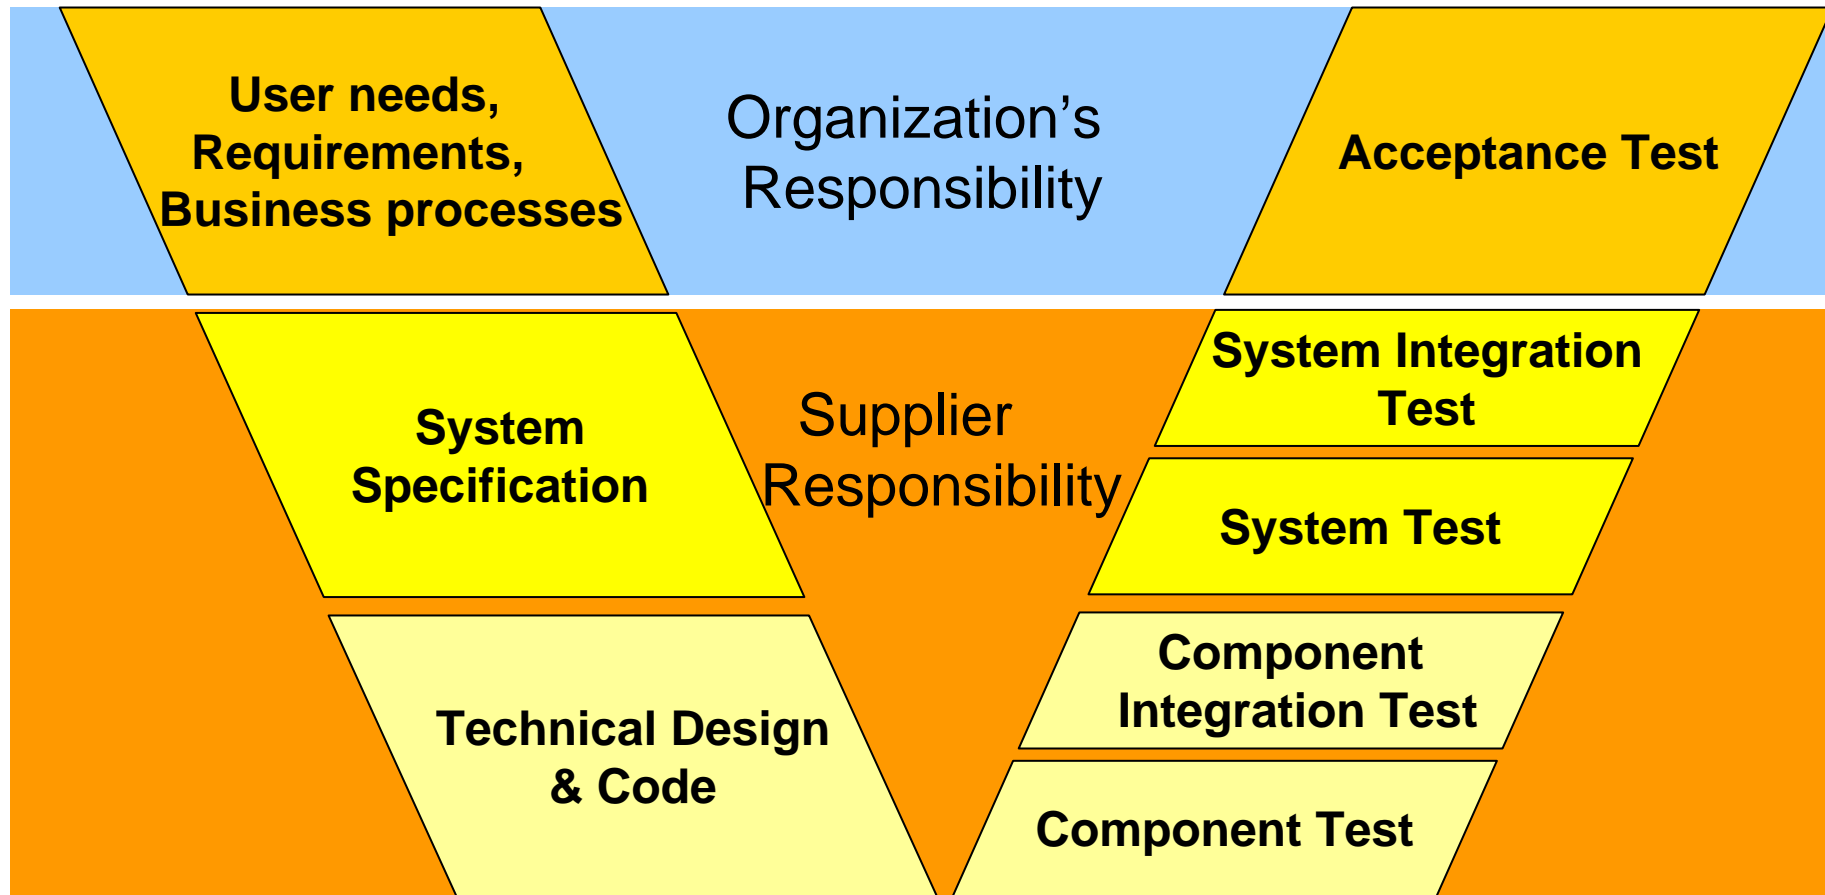 User needs,
Requirements,
Business processes
Organization’s
Responsibility
Acceptance Test
System
Specification
Supplier
Responsibility
System Integration
Test
System Test
Technical Design
& Code
Component
Integration Test
Component Test